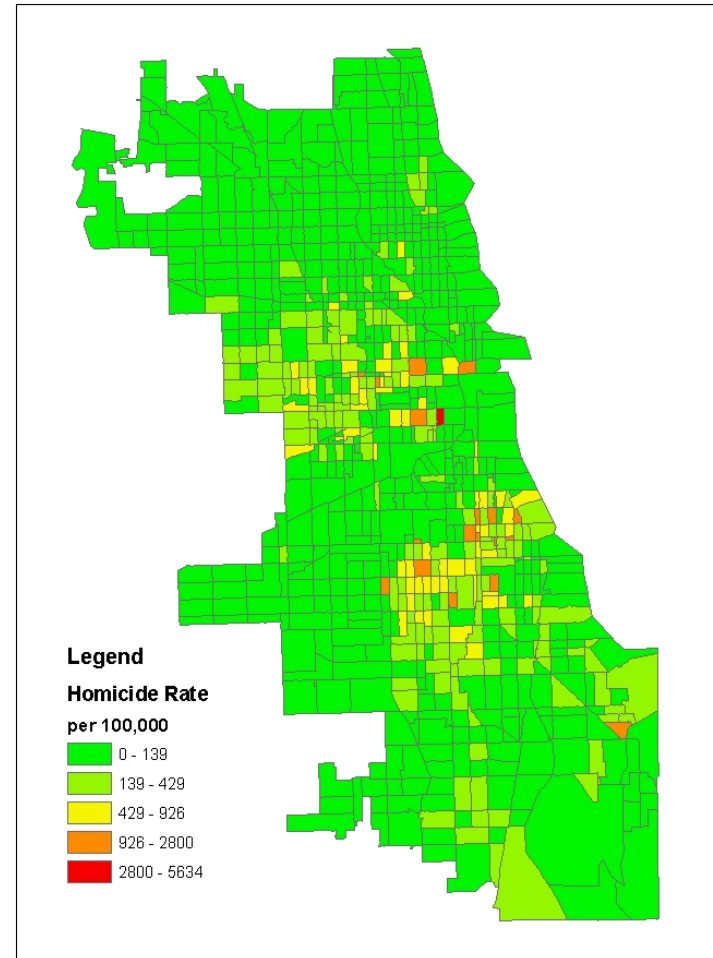 Legend
Homicide Rate
per 100,000
0 - 139
139 - 429
429 - 926
926 - 2800
2800 - 5634